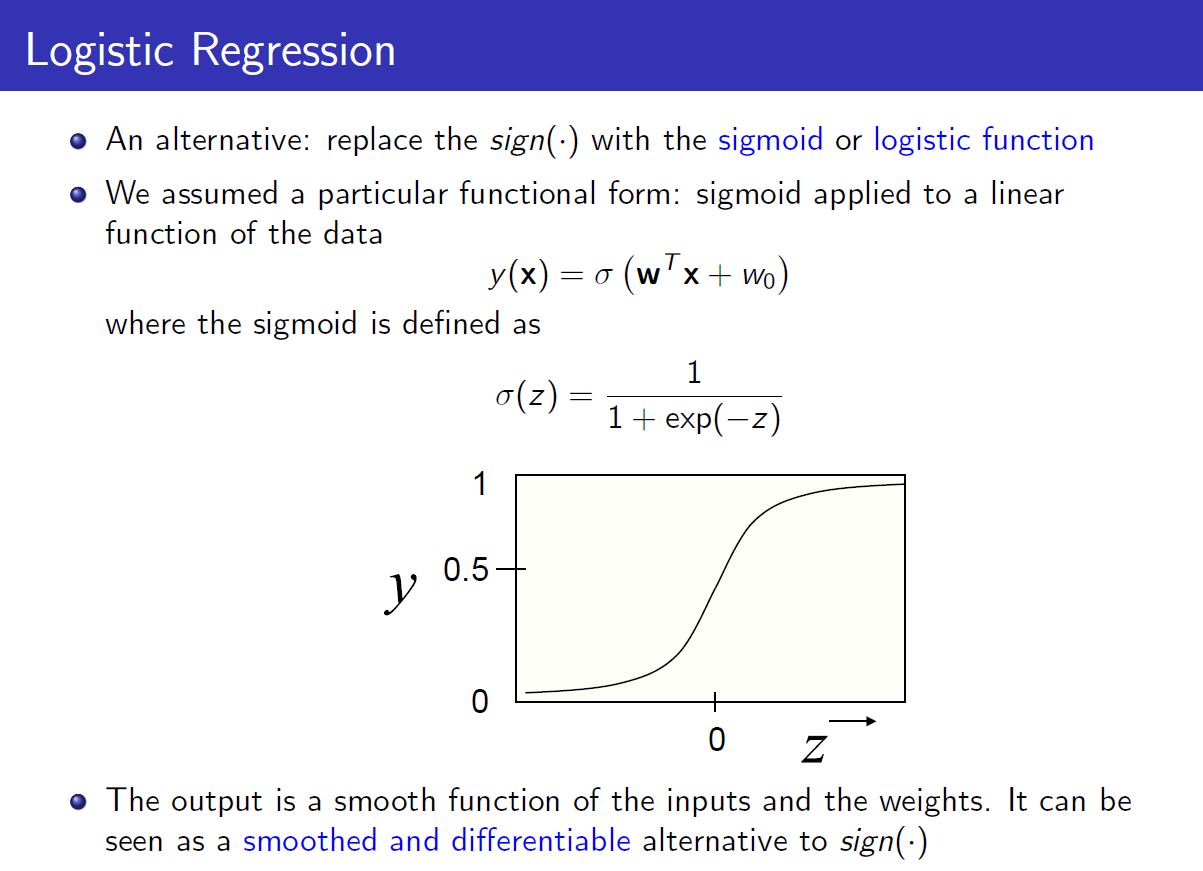 Logistic Regression
An alternative: replace the sign(·) with the sigmoid or logistic function
We assumed a particular functional form: sigmoid applied to a linear
function of the data
y(x) = σ (wᵀx + w₀)
where the sigmoid is defined as
σ(z) = 1 / (1 + exp(−z))
1
0.5
y
0
0
z
The output is a smooth function of the inputs and the weights. It can be
seen as a smoothed and differentiable alternative to sign(·)